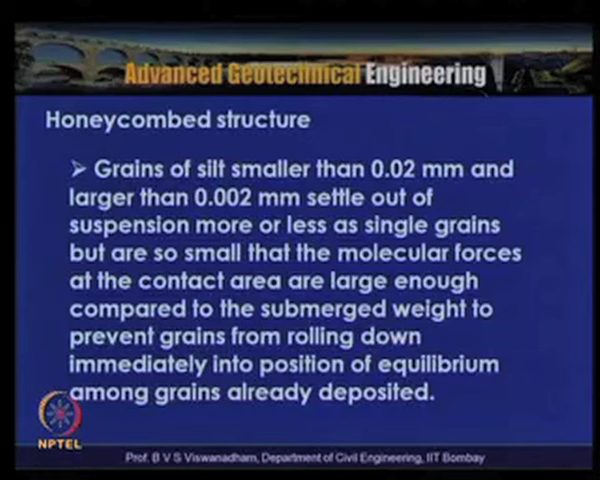 Advanced Geotechnical Engineering
Honeycombed structure
➢ Grains of silt smaller than 0.02 mm and
larger than 0.002 mm settle out of
suspension more or less as single grains
but are so small that the molecular forces
at the contact area are large enough
compared to the submerged weight to
prevent grains from rolling down
immediately into position of equilibrium
among grains already deposited.
NPTEL
Prof. B V S Viswanadham, Department of Civil Engineering, IIT Bombay